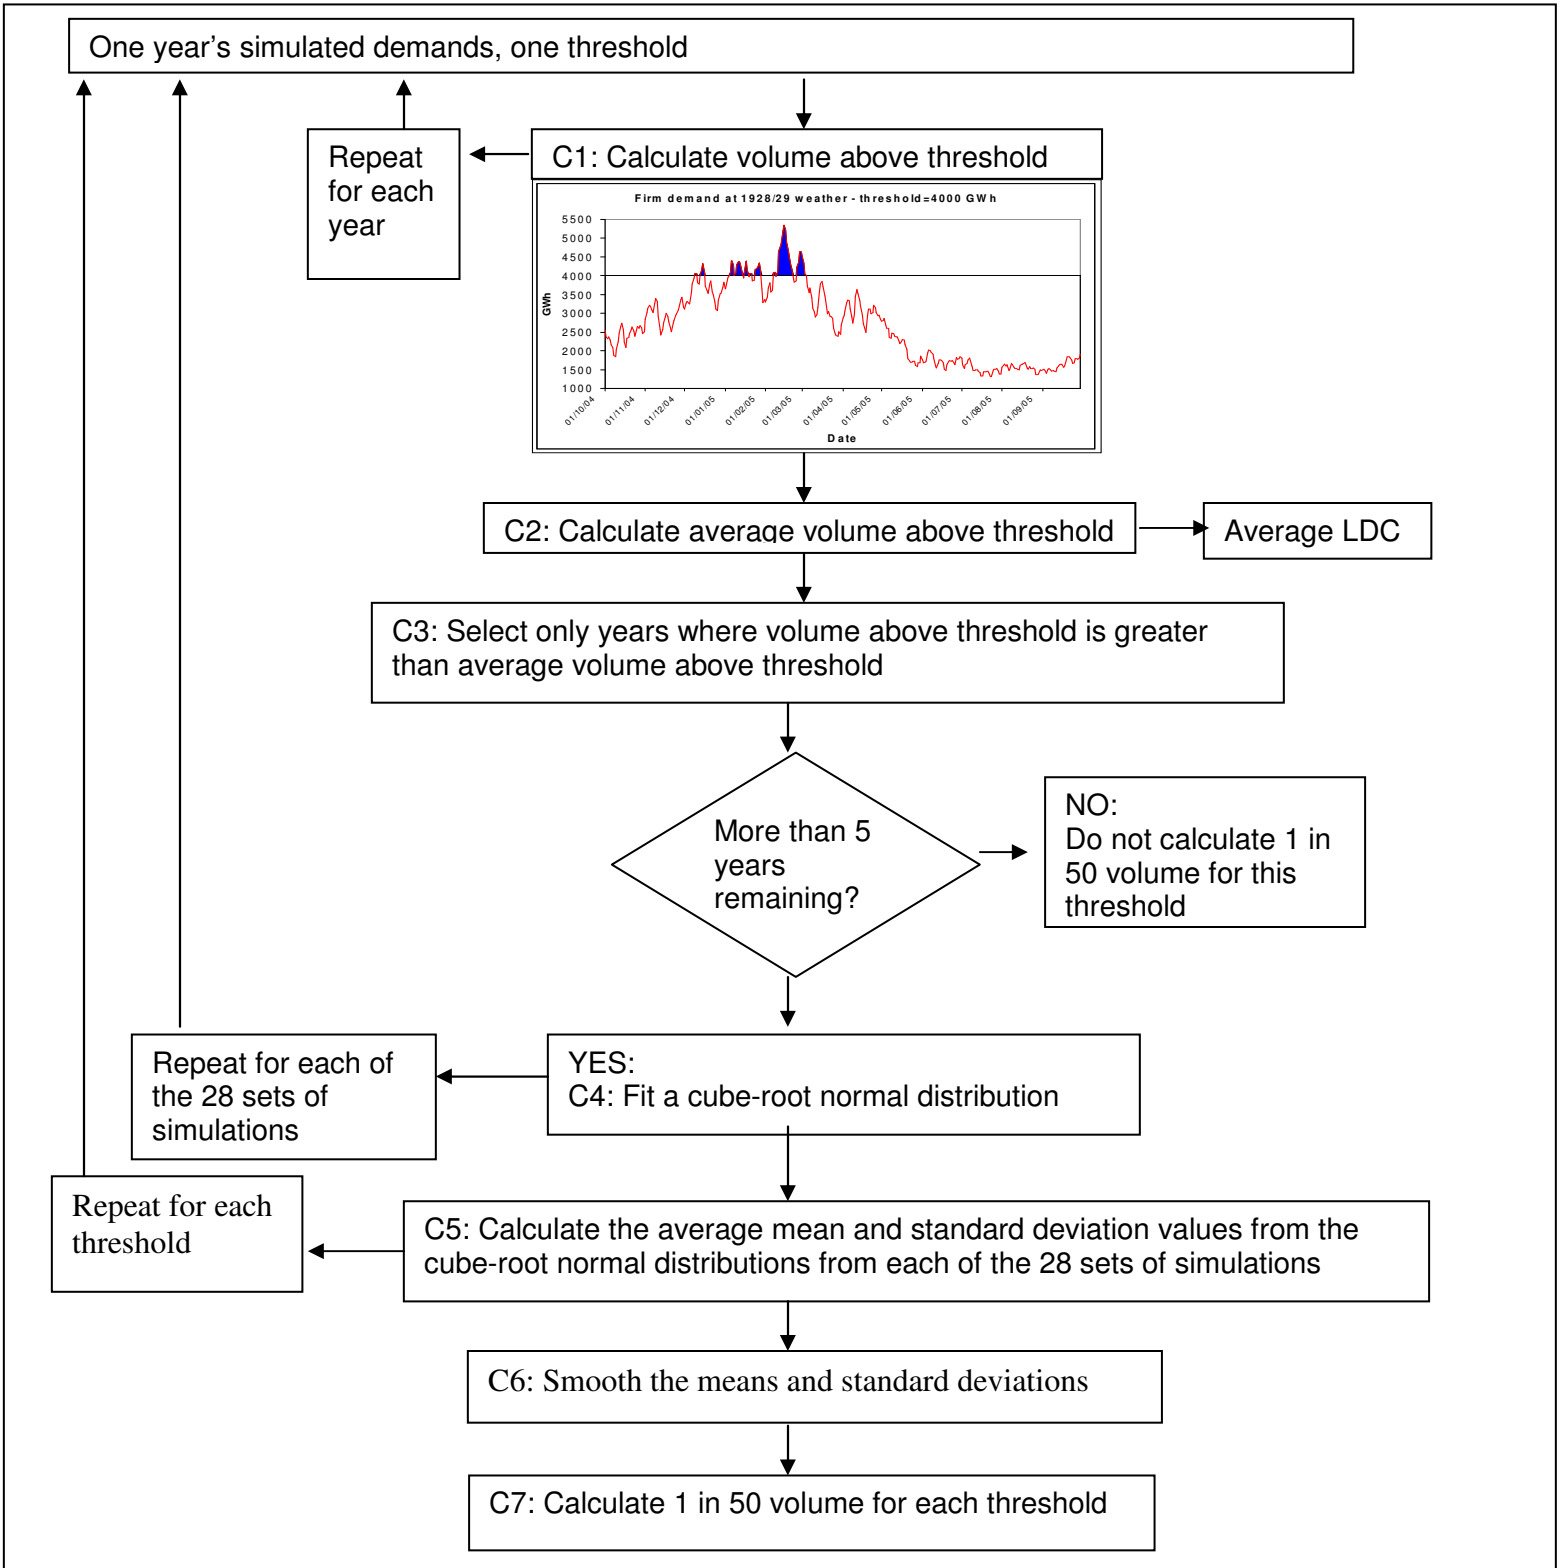 One year's simulated demands, one threshold
Repeat
for each
year
C1: Calculate volume above threshold
Firm demand at 1928/29 weather - threshold=4000 GWh
5500
5000
4500
4000
3500
3000
2500
2000
1500
1000
GWh
01/10/04
01/11/04
01/12/04
01/01/05
01/02/05
01/03/05
01/04/05
01/05/05
01/06/05
01/07/05
01/08/05
01/09/05
Date
C2: Calculate average volume above threshold
Average LDC
C3: Select only years where volume above threshold is greater
than average volume above threshold
More than 5
years
remaining?
NO:
Do not calculate 1 in
50 volume for this
threshold
Repeat for each of
the 28 sets of
simulations
YES:
C4: Fit a cube-root normal distribution
Repeat for each
threshold
C5: Calculate the average mean and standard deviation values from the
cube-root normal distributions from each of the 28 sets of simulations
C6: Smooth the means and standard deviations
C7: Calculate 1 in 50 volume for each threshold